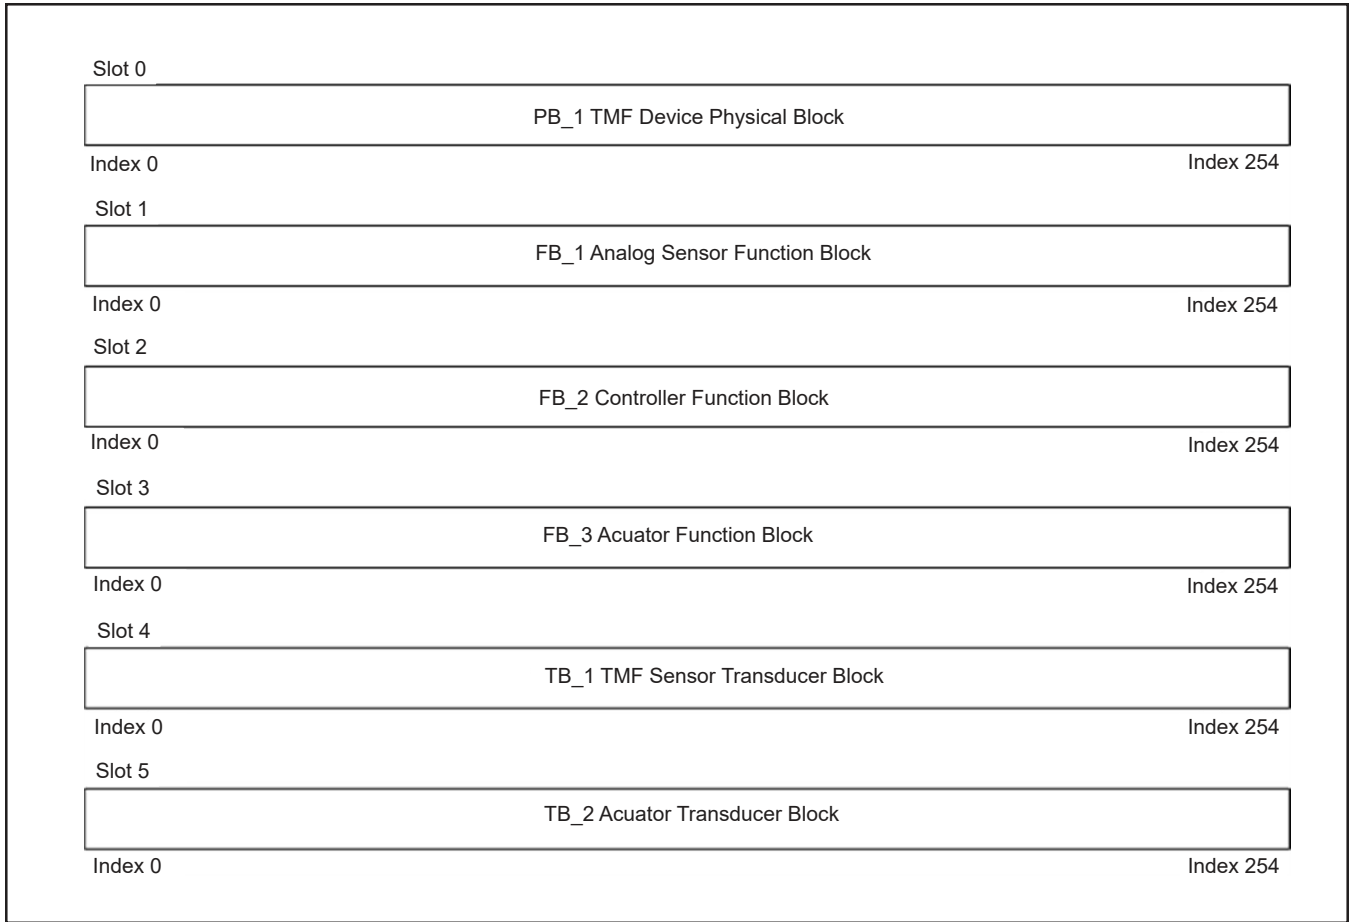 Slot 0
PB_1 TMF Device Physical Block
Index 0
Index 254
Slot 1
FB_1 Analog Sensor Function Block
Index 0
Index 254
Slot 2
FB_2 Controller Function Block
Index 0
Index 254
Slot 3
FB_3 Acuator Function Block
Index 0
Index 254
Slot 4
TB_1 TMF Sensor Transducer Block
Index 0
Index 254
Slot 5
TB_2 Acuator Transducer Block
Index 0
Index 254